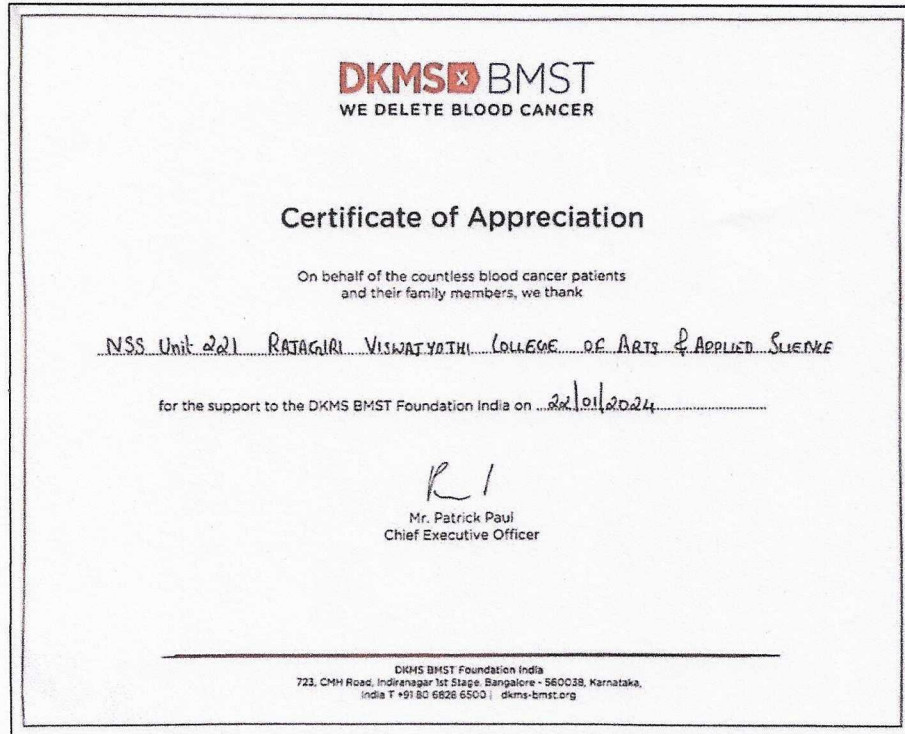 DKMS x BMST
WE DELETE BLOOD CANCER
Certificate of Appreciation
On behalf of the countless blood cancer patients
and their family members, we thank
NSS Unit 221 RAJAGIRI VISWAJYOTHI COLLEGE OF ARTS & APPLIED SCIENCE
for the support to the DKMS BMST Foundation India on 22/01/2024
Mr. Patrick Paul
Chief Executive Officer
DKMS BMST Foundation India
723, CMH Road, Indiranagar 1st Stage, Bangalore - 560038, Karnataka,
India T +91 80 6828 6500 | dkms-bmst.org